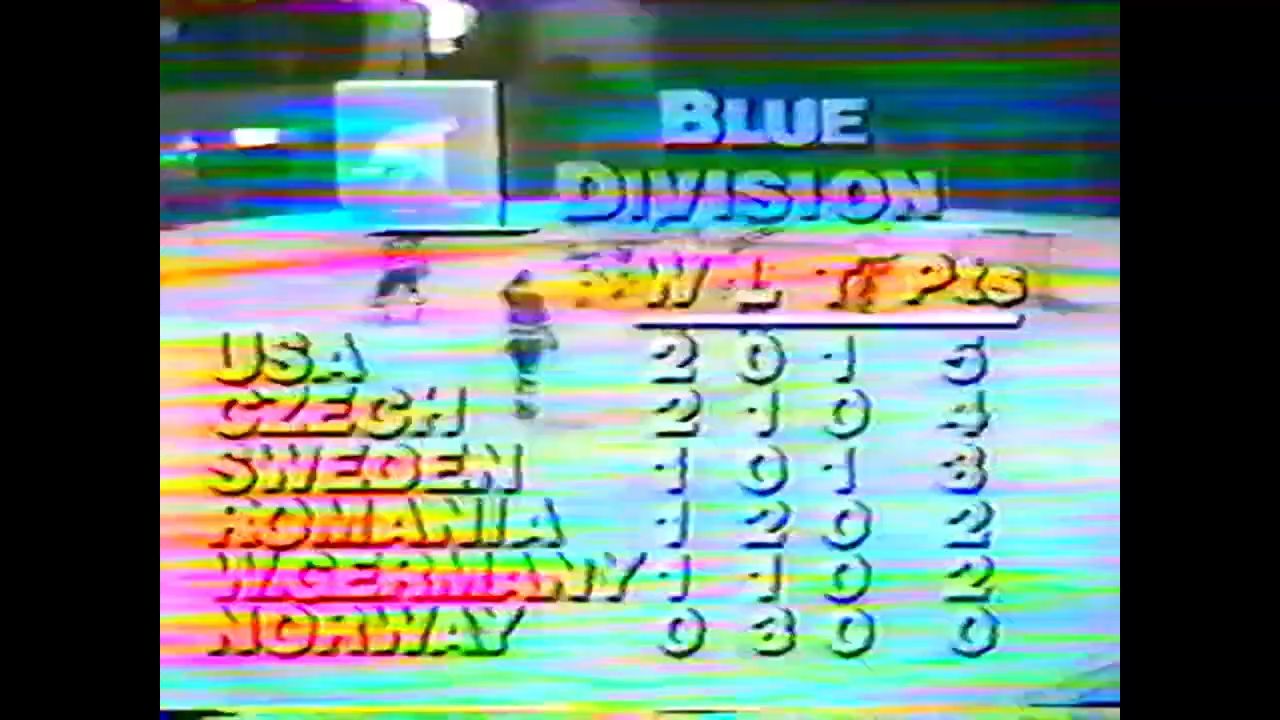 BLUE
DIVISION
W L T Pts
USA 2 0 1 5
CZECH 2 1 0 4
SWEDEN 1 0 1 3
ROMANIA 1 2 0 2
W.GERMANY 1 1 0 2
NORWAY 0 3 0 0